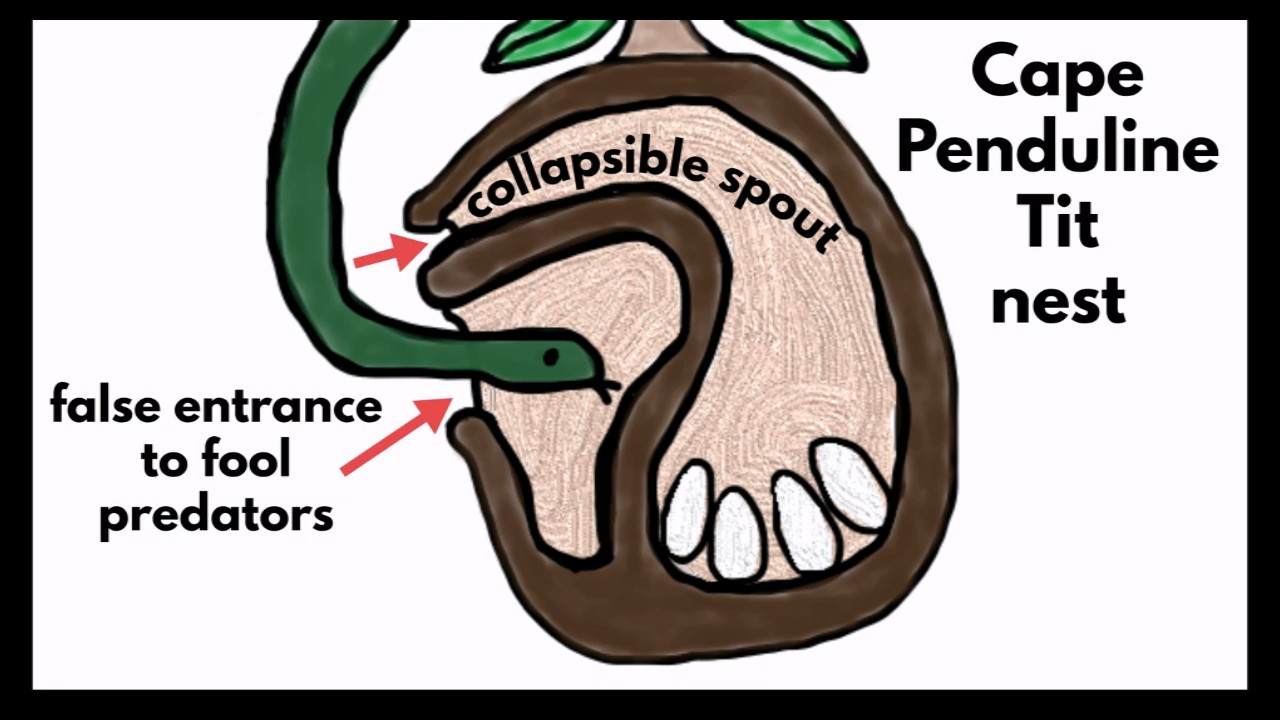 Cape
Penduline
Tit
nest
collapsible spout
false entrance
to fool
predators